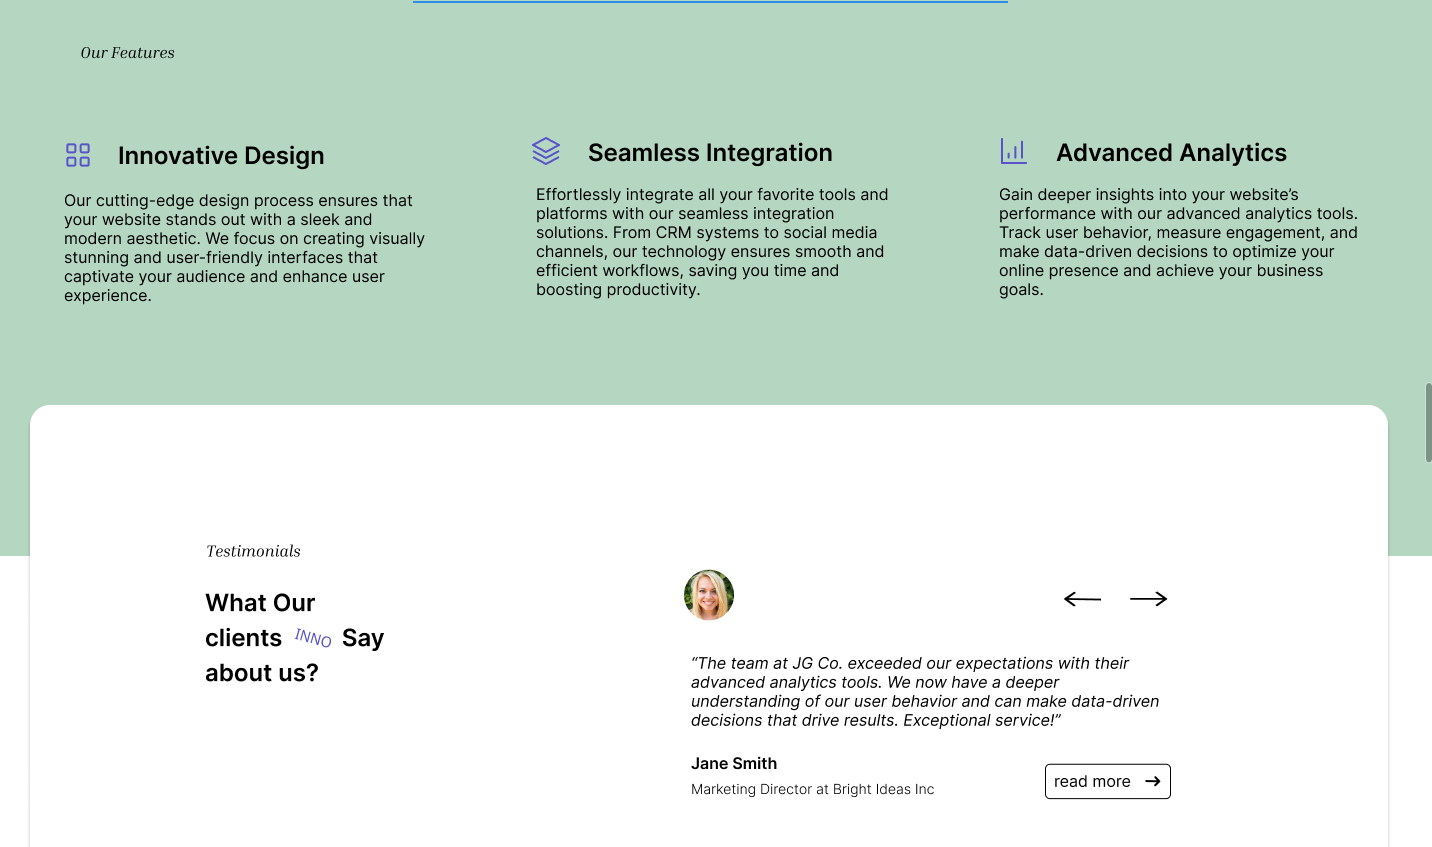 Our Features
Innovative Design
Our cutting-edge design process ensures that
your website stands out with a sleek and
modern aesthetic. We focus on creating visually
stunning and user-friendly interfaces that
captivate your audience and enhance user
experience.
Seamless Integration
Effortlessly integrate all your favorite tools and
platforms with our seamless integration
solutions. From CRM systems to social media
channels, our technology ensures smooth and
efficient workflows, saving you time and
boosting productivity.
Advanced Analytics
Gain deeper insights into your website’s
performance with our advanced analytics tools.
Track user behavior, measure engagement, and
make data-driven decisions to optimize your
online presence and achieve your business
goals.
Testimonials
What Our
clients INNO Say
about us?
“The team at JG Co. exceeded our expectations with their
advanced analytics tools. We now have a deeper
understanding of our user behavior and can make data-driven
decisions that drive results. Exceptional service!”
Jane Smith
Marketing Director at Bright Ideas Inc
read more